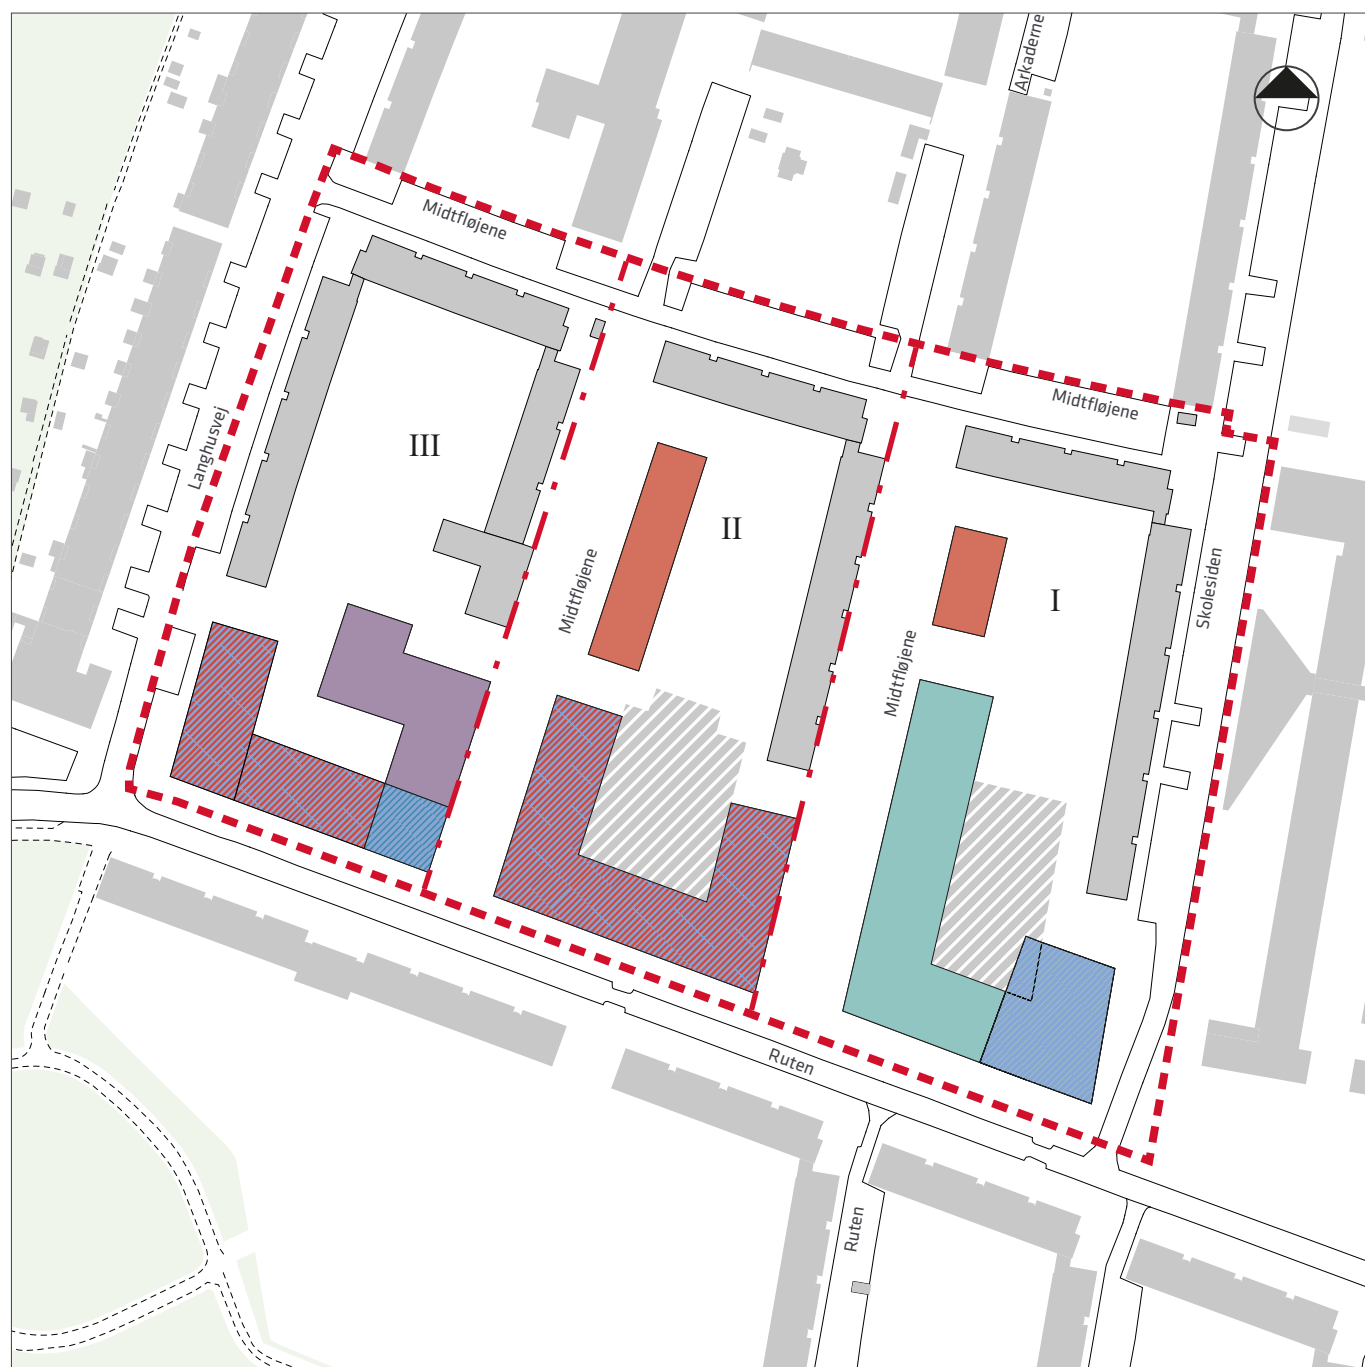 Arkaderne
Midtfløjene
Midtfløjene
Langhusvej
III
II
Midtfløjene
I
Skolesiden
Midtfløjene
Ruten
Ruten